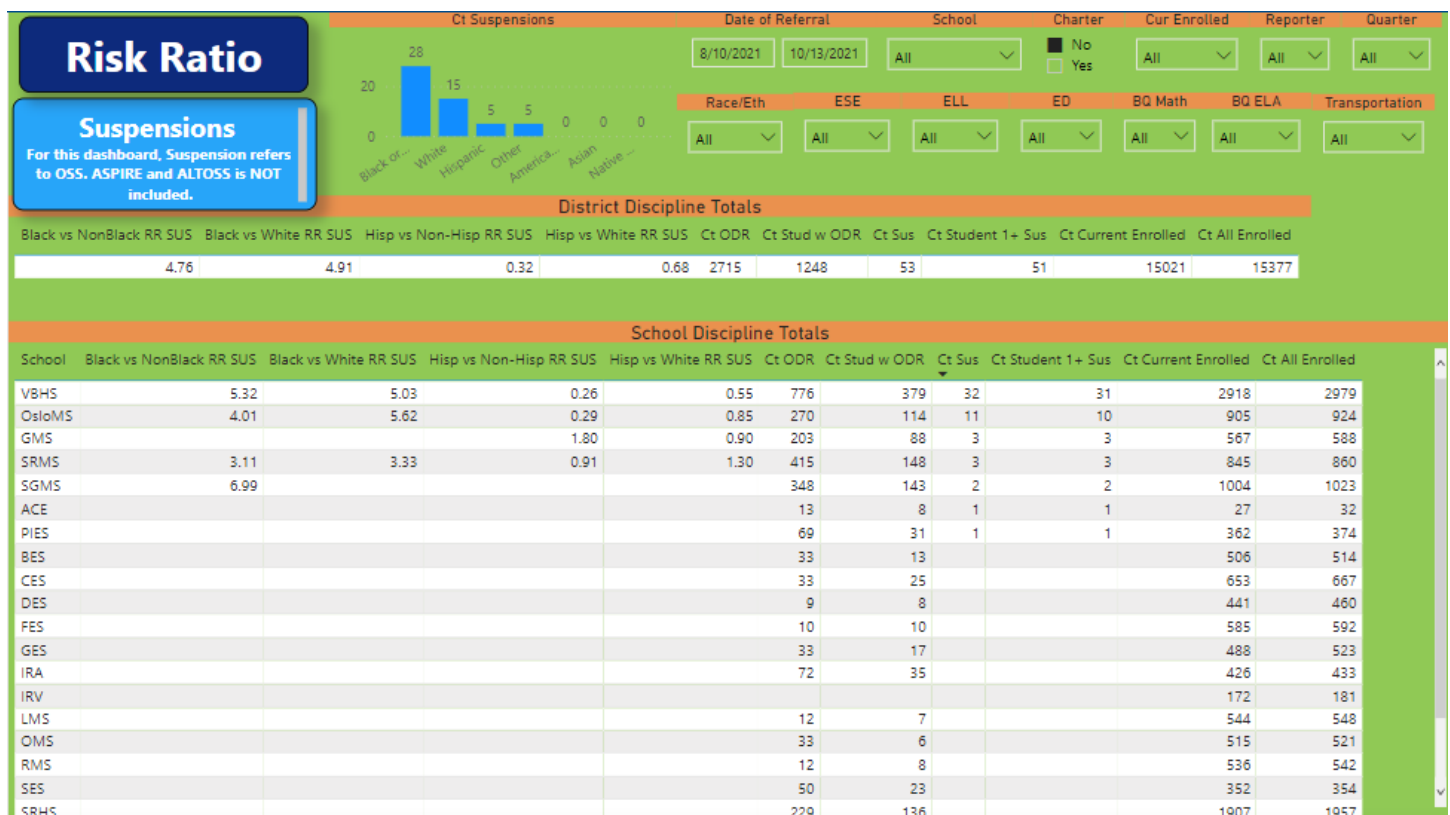 Risk Ratio
Suspensions
For this dashboard, Suspension refers
to OSS. ASPIRE and ALTOSS is NOT
included.
Ct Suspensions
28
20
15
5 5 0 0 0
0
Black or... White Hispanic Other America... Asian Native ...
Date of Referral School Charter Cur Enrolled Reporter Quarter
8/10/2021 10/13/2021 All No All All All
Yes
Race/Eth ESE ELL ED BQ Math BQ ELA Transportation
All All All All All All All
District Discipline Totals
Black vs NonBlack RR SUS Black vs White RR SUS Hisp vs Non-Hisp RR SUS Hisp vs White RR SUS Ct ODR Ct Stud w ODR Ct Sus Ct Student 1+ Sus Ct Current Enrolled Ct All Enrolled
4.76 4.91 0.32 0.68 2715 1248 53 51 15021 15377
School Discipline Totals
School Black vs NonBlack RR SUS Black vs White RR SUS Hisp vs Non-Hisp RR SUS Hisp vs White RR SUS Ct ODR Ct Stud w ODR Ct Sus Ct Student 1+ Sus Ct Current Enrolled Ct All Enrolled
VBHS 5.32 5.03 0.26 0.55 776 379 32 31 2918 2979
OsloMS 4.01 5.62 0.29 0.85 270 114 11 10 905 924
GMS 1.80 0.90 203 88 3 3 567 588
SRMS 3.11 3.33 0.91 1.30 415 148 3 3 845 860
SGMS 6.99 348 143 2 2 1004 1023
ACE 13 8 1 1 27 32
PIES 69 31 1 1 362 374
BES 33 13 506 514
CES 33 25 653 667
DES 9 8 441 460
FES 10 10 585 592
GES 33 17 488 523
IRA 72 35 426 433
IRV 172 181
LMS 12 7 544 548
OMS 33 6 515 521
RMS 12 8 536 542
SES 50 23 352 354
SRHS 229 136 1907 1957